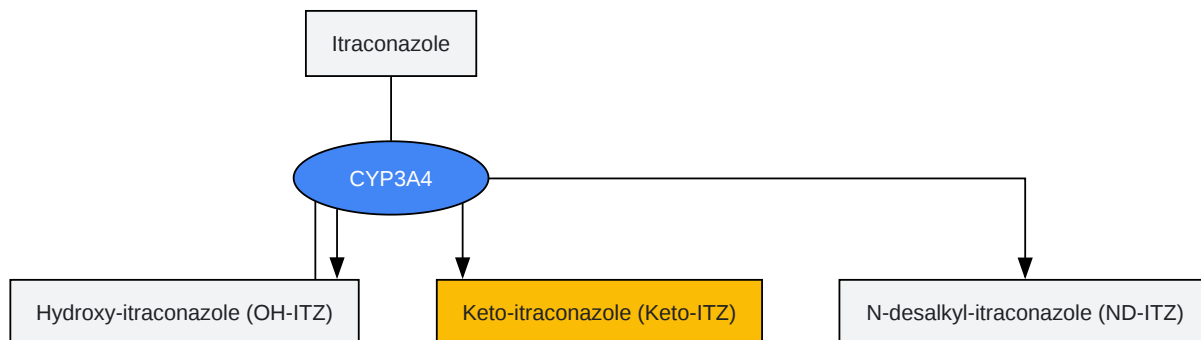 Itraconazole
CYP3A4
Hydroxy-itraconazole (OH-ITZ)
Keto-itraconazole (Keto-ITZ)
N-desalkyl-itraconazole (ND-ITZ)